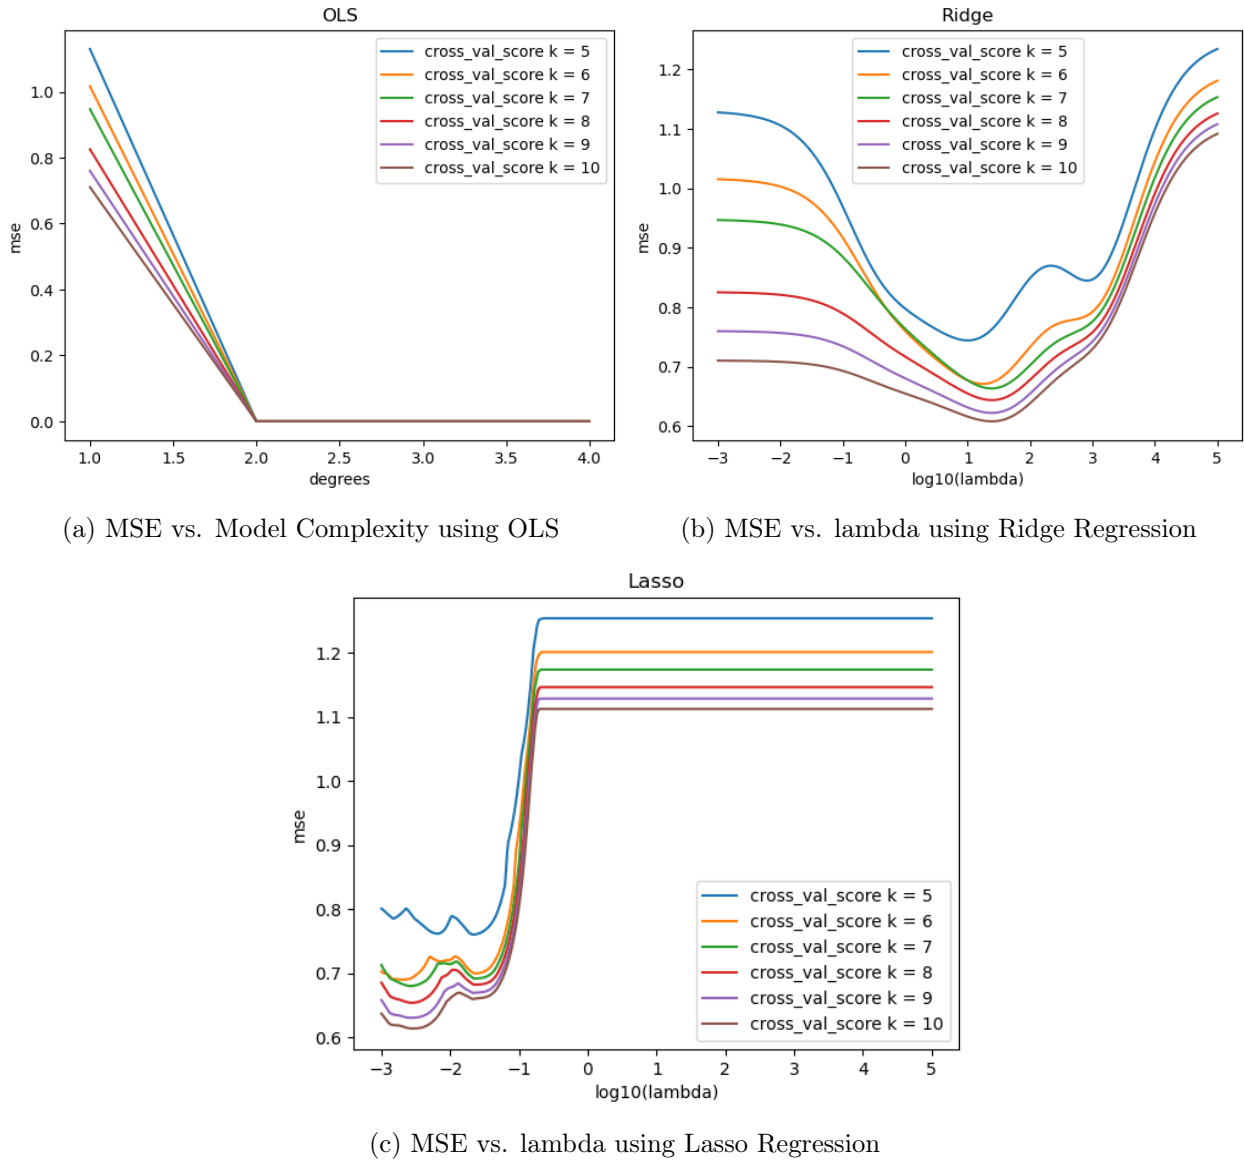 OLS
mse
1.0
0.8
0.6
0.4
0.2
0.0
cross_val_score k = 5
cross_val_score k = 6
cross_val_score k = 7
cross_val_score k = 8
cross_val_score k = 9
cross_val_score k = 10
1.0 1.5 2.0 2.5 3.0 3.5 4.0
degrees
(a) MSE vs. Model Complexity using OLS
Ridge
mse
1.2
1.1
1.0
0.9
0.8
0.7
0.6
cross_val_score k = 5
cross_val_score k = 6
cross_val_score k = 7
cross_val_score k = 8
cross_val_score k = 9
cross_val_score k = 10
−3 −2 −1 0 1 2 3 4 5
log10(lambda)
(b) MSE vs. lambda using Ridge Regression
Lasso
mse
1.2
1.1
1.0
0.9
0.8
0.7
0.6
cross_val_score k = 5
cross_val_score k = 6
cross_val_score k = 7
cross_val_score k = 8
cross_val_score k = 9
cross_val_score k = 10
−3 −2 −1 0 1 2 3 4 5
log10(lambda)
(c) MSE vs. lambda using Lasso Regression